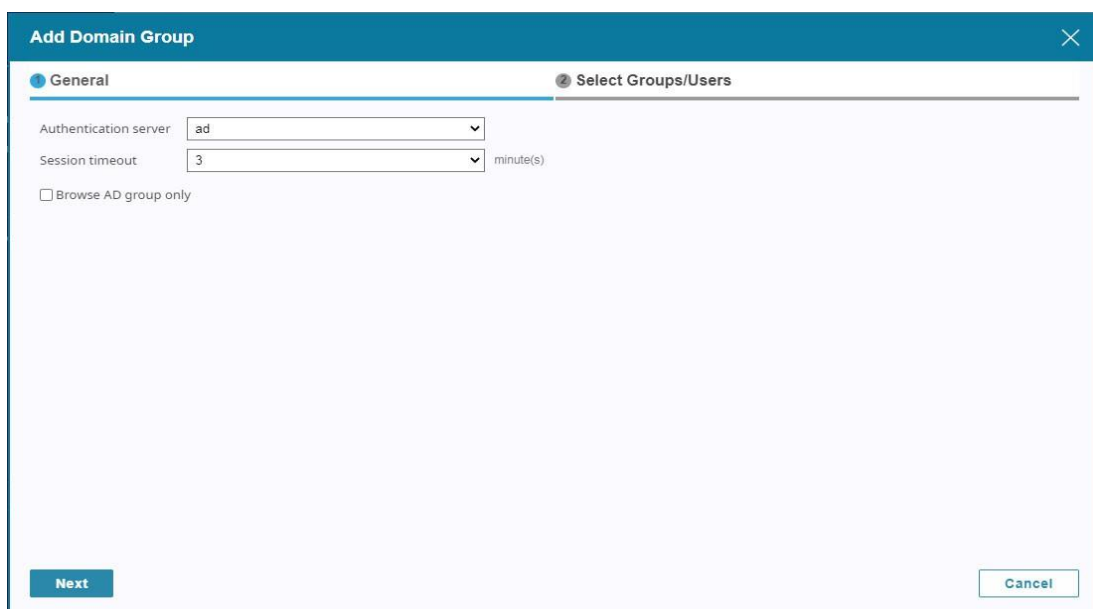 Add Domain Group
1 General
2 Select Groups/Users
Authentication server ad
Session timeout 3 minute(s)
Browse AD group only
Next Cancel